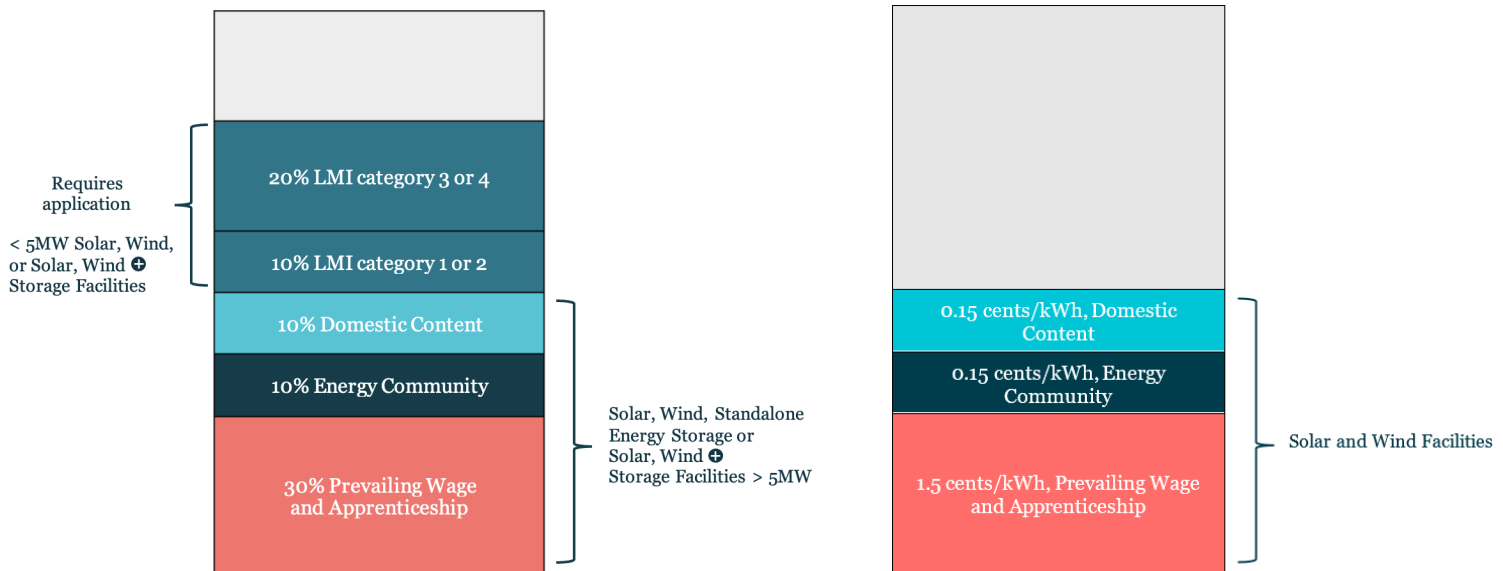 Requires
application
< 5MW Solar, Wind,
or Solar, Wind +
Storage Facilities
20% LMI category 3 or 4
10% LMI category 1 or 2
10% Domestic Content
10% Energy Community
30% Prevailing Wage
and Apprenticeship
Solar, Wind, Standalone
Energy Storage or
Solar, Wind +
Storage Facilities > 5MW
0.15 cents/kWh, Domestic
Content
0.15 cents/kWh, Energy
Community
1.5 cents/kWh, Prevailing Wage
and Apprenticeship
Solar and Wind Facilities